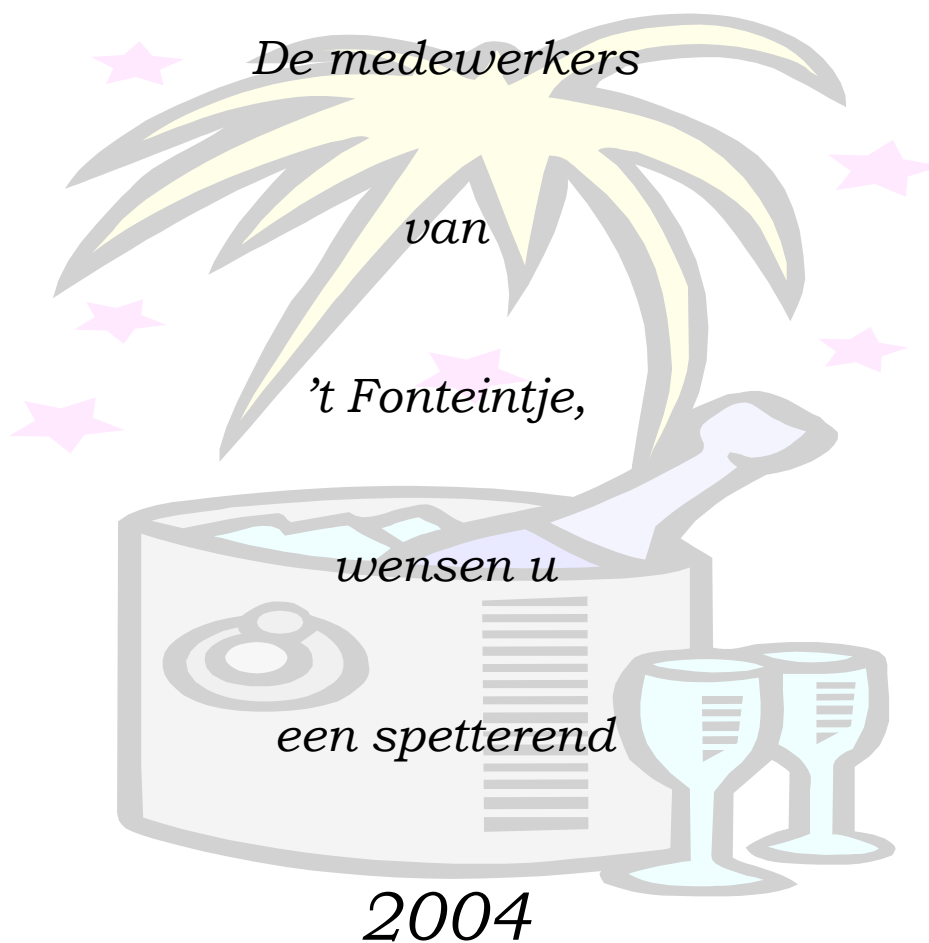 De medewerkers
van
’t Fonteintje,
wensen u
een spetterend
2004